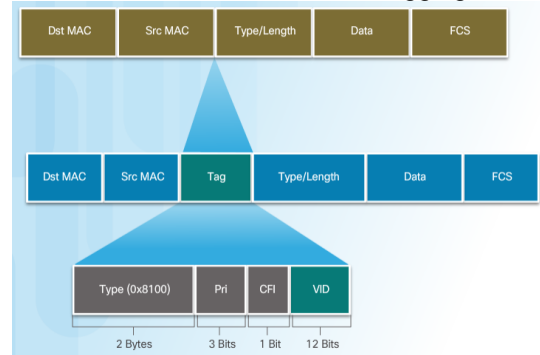 Dst MAC Src MAC Type/Length Data FCS
Dst MAC Src MAC Tag Type/Length Data FCS
Type (0x8100) Pri CFI VID
2 Bytes 3 Bits 1 Bit 12 Bits